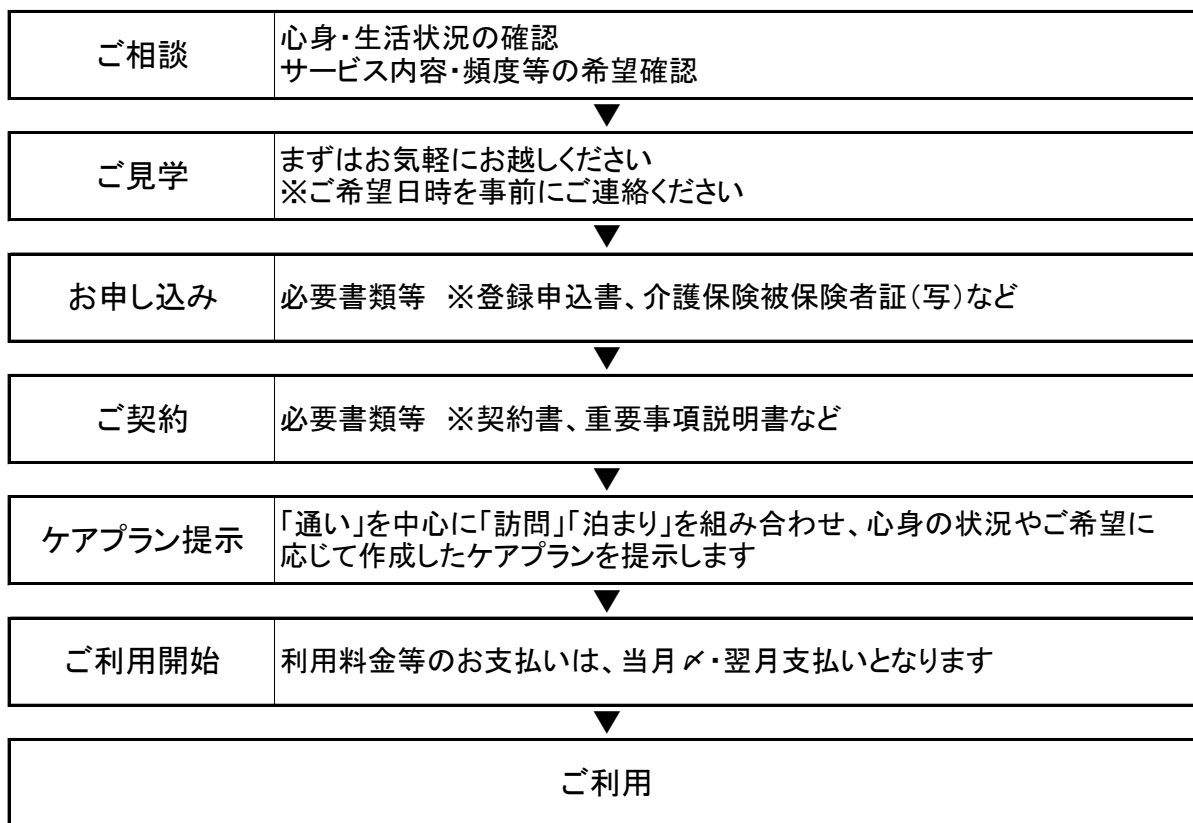 ご相談
心身・生活状況の確認
サービス内容・頻度等の希望確認
▼
ご見学
まずはお気軽にお越しください
※ご希望日時を事前にご連絡ください
▼
お申し込み
必要書類等　※登録申込書、介護保険被保険者証（写）など
▼
ご契約
必要書類等　※契約書、重要事項説明書など
▼
ケアプラン提示
「通い」を中心に「訪問」「泊まり」を組み合わせ、心身の状況やご希望に
応じて作成したケアプランを提示します
▼
ご利用開始
利用料金等のお支払いは、当月〆・翌月支払いとなります
▼
ご利用